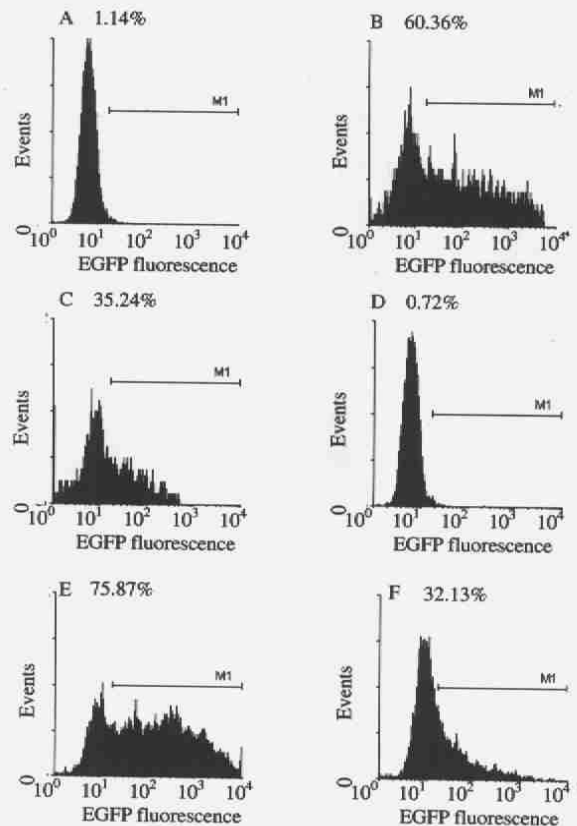 A 1.14%
M1
Events
0
10^0 10^1 10^2 10^3 10^4
EGFP fluorescence
B 60.36%
M1
Events
0
10^0 10^1 10^2 10^3 10^4
EGFP fluorescence
C 35.24%
M1
Events
10^0 10^1 10^2 10^3 10^4
EGFP fluorescence
D 0.72%
M1
Events
0
10^0 10^1 10^2 10^3 10^4
EGFP fluorescence
E 75.87%
M1
Events
0
10^0 10^1 10^2 10^3 10^4
EGFP fluorescence
F 32.13%
M1
Events
0
10^0 10^1 10^2 10^3 10^4
EGFP fluorescence